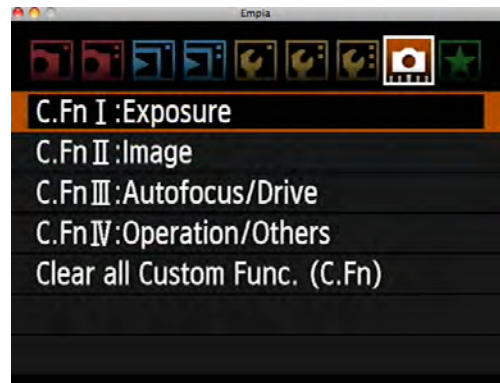 Empia
C.Fn I :Exposure
C.Fn II :Image
C.Fn III :Autofocus/Drive
C.Fn IV :Operation/Others
Clear all Custom Func. (C.Fn)